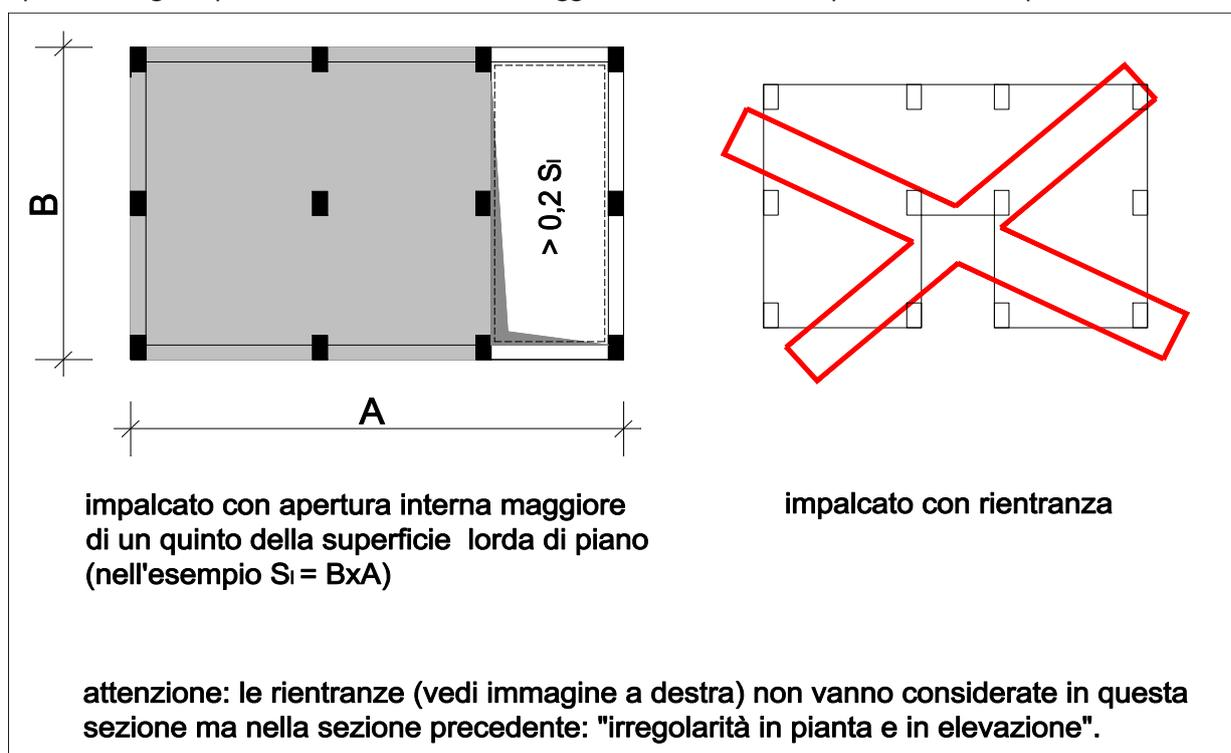 B
> 0,2 Sl
A
impalcato con apertura interna maggiore
di un quinto della superficie lorda di piano
(nell'esempio Sl = BxA)
impalcato con rientranza
attenzione: le rientranze (vedi immagine a destra) non vanno considerate in questa
sezione ma nella sezione precedente: "irregolarità in pianta e in elevazione".